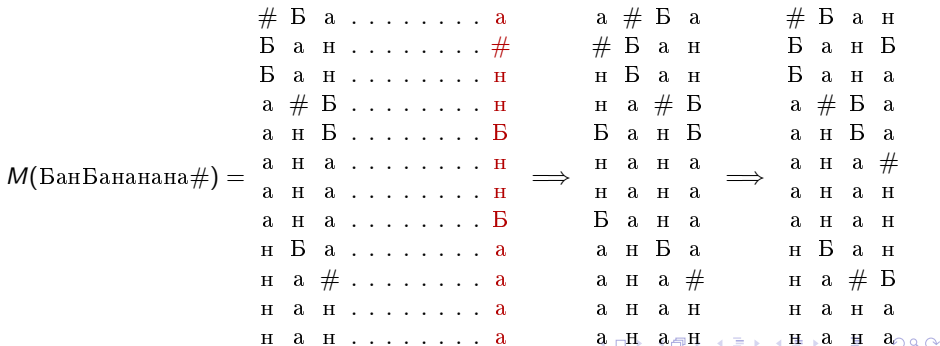 # Б а . . . . . . . . а а # Б а # Б а н
Б а н . . . . . . . . # # Б а н Б а н Б
Б а н . . . . . . . . н н Б а н Б а н а
а # Б . . . . . . . . н н а # Б а # Б а
а н Б . . . . . . . . Б Б а н Б а н Б а
M(БанБананана#) = а н а . . . . . . . . н ⟹ н а н а ⟹ а н а #
а н а . . . . . . . . н н а н а а н а н
а н а . . . . . . . . Б Б а н а а н а н
н Б а . . . . . . . . а а н Б а н Б а н
н а # . . . . . . . . а а н а # н а # Б
н а н . . . . . . . . а а н а н н а н а
н а н . . . . . . . . а а н а н н а н а